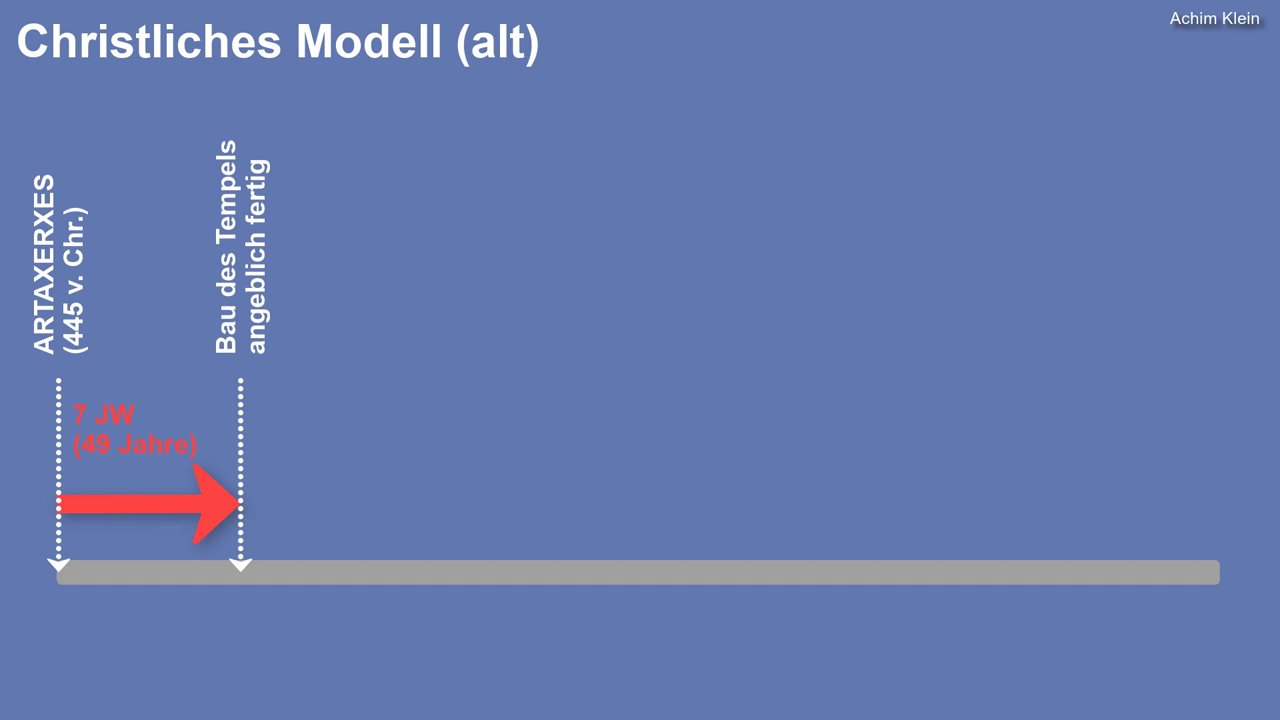 Christliches Modell (alt)
Achim Klein
ARTAXERXES
(445 v. Chr.)
Bau des Tempels
angeblich fertig
7 JW
(49 Jahre)